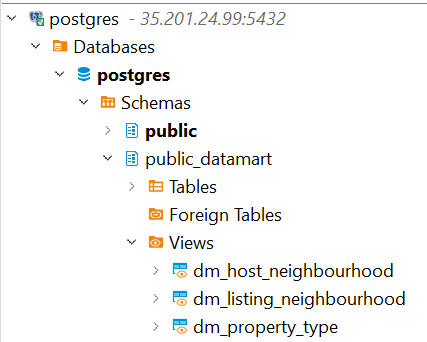 postgres - 35.201.24.99:5432
Databases
postgres
Schemas
public
public_datamart
Tables
Foreign Tables
Views
dm_host_neighbourhood
dm_listing_neighbourhood
dm_property_type